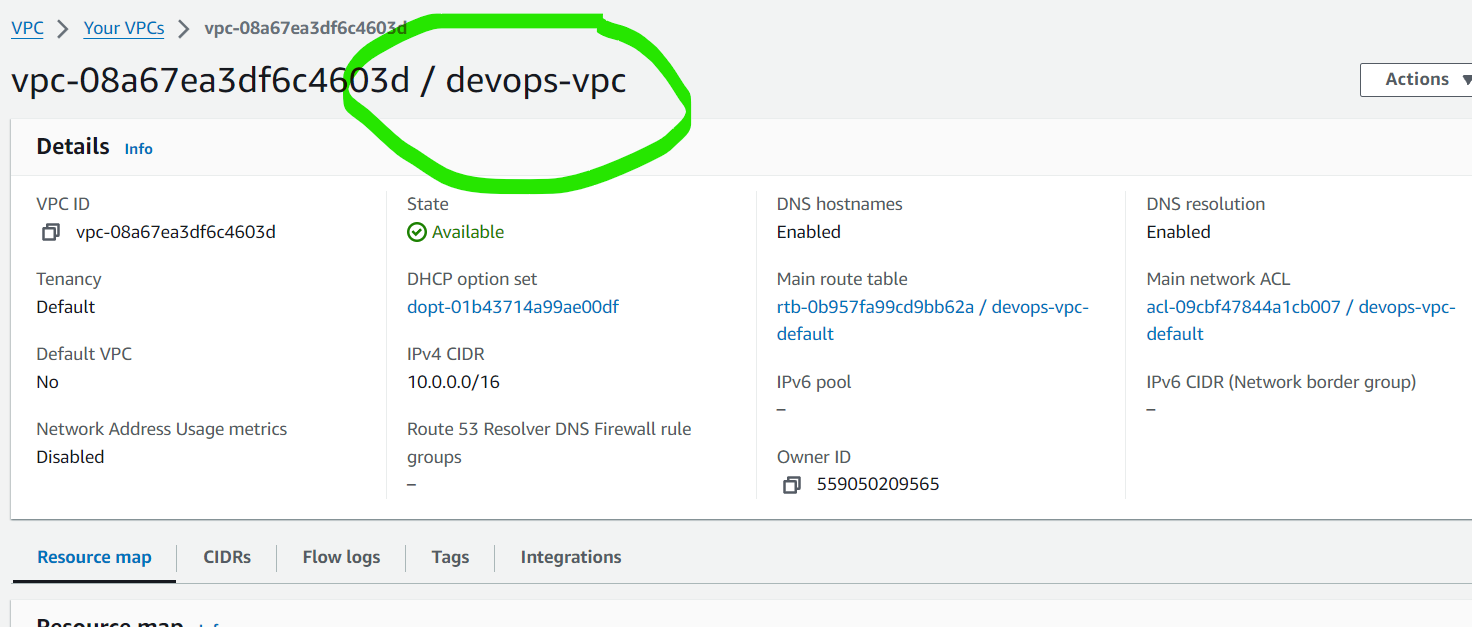 VPC > Your VPCs > vpc-08a67ea3df6c4603d
vpc-08a67ea3df6c4603d / devops-vpc
Actions
Details Info
VPC ID
vpc-08a67ea3df6c4603d
State
Available
DNS hostnames
Enabled
DNS resolution
Enabled
Tenancy
Default
DHCP option set
dopt-01b43714a99ae00df
Main route table
rtb-0b957fa99cd9bb62a / devops-vpc-
default
Main network ACL
acl-09cbf47844a1cb007 / devops-vpc-
default
Default VPC
No
IPv4 CIDR
10.0.0.0/16
IPv6 pool
–
IPv6 CIDR (Network border group)
–
Network Address Usage metrics
Disabled
Route 53 Resolver DNS Firewall rule
groups
–
Owner ID
559050209565
Resource map
CIDRs
Flow logs
Tags
Integrations
Resource map Info